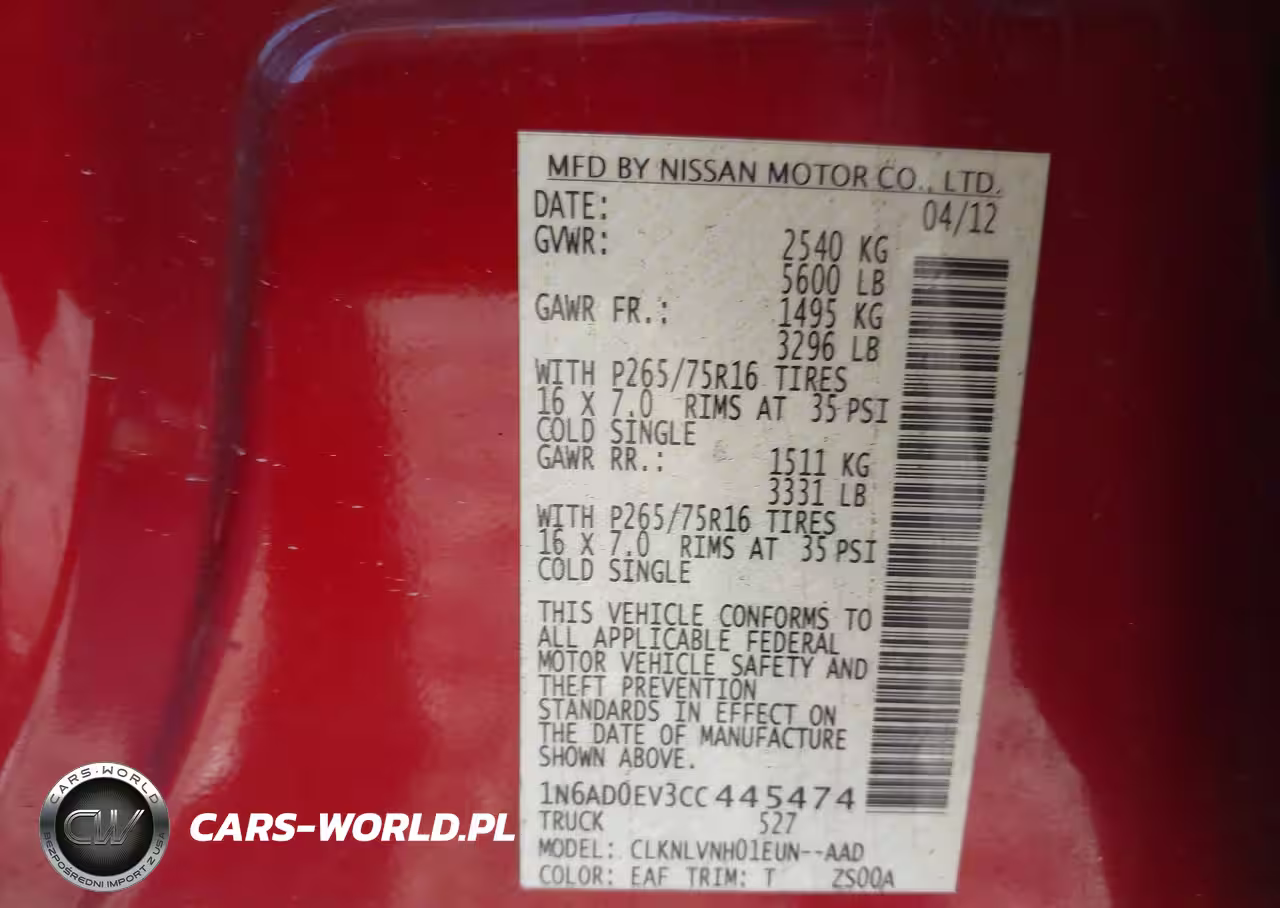 MFD BY NISSAN MOTOR CO., LTD.
DATE: 04/12
GVWR: 2540 KG
5600 LB
GAWR FR.: 1495 KG
3296 LB
WITH P265/75R16 TIRES
16 X 7.0 RIMS AT 35 PSI
COLD SINGLE
GAWR RR.: 1511 KG
3331 LB
WITH P265/75R16 TIRES
16 X 7.0 RIMS AT 35 PSI
COLD SINGLE
THIS VEHICLE CONFORMS TO
ALL APPLICABLE FEDERAL
MOTOR VEHICLE SAFETY AND
THEFT PREVENTION
STANDARDS IN EFFECT ON
THE DATE OF MANUFACTURE
SHOWN ABOVE.
1N6AD0EV3CC445474
TRUCK 527
MODEL: CLKNLVNH01EUN--AAD
COLOR: EAF TRIM: T ZS00A
CARS-WORLD
CW
BEZPOŚREDNI IMPORT Z USA
CARS-WORLD.PL